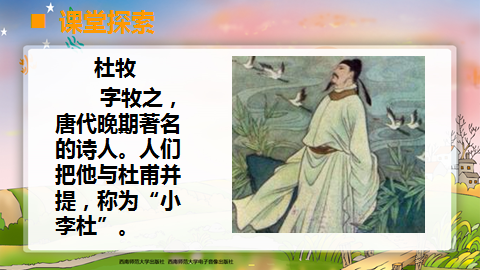 课堂探索
杜牧
字牧之，
唐代晚期著名
的诗人。人们
把他与杜甫并
提，称为“小
李杜”。
西南师范大学出版社 西南师范大学电子音像出版社